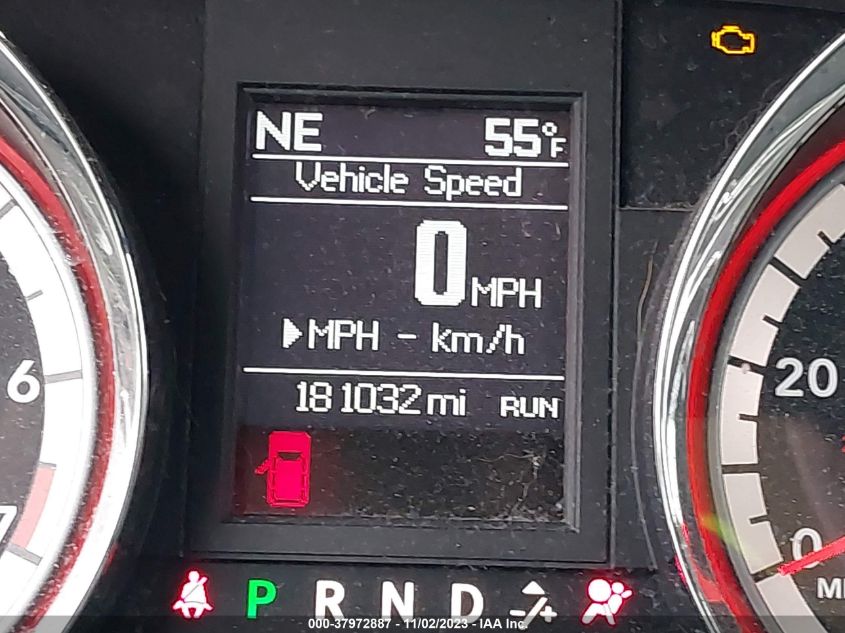 NE 55°F
Vehicle Speed
0 MPH
▶MPH - km/h
181032 mi RUN
6
7
20
0
P R N D
000-37972887 - 11/02/2023 - IAA Inc.